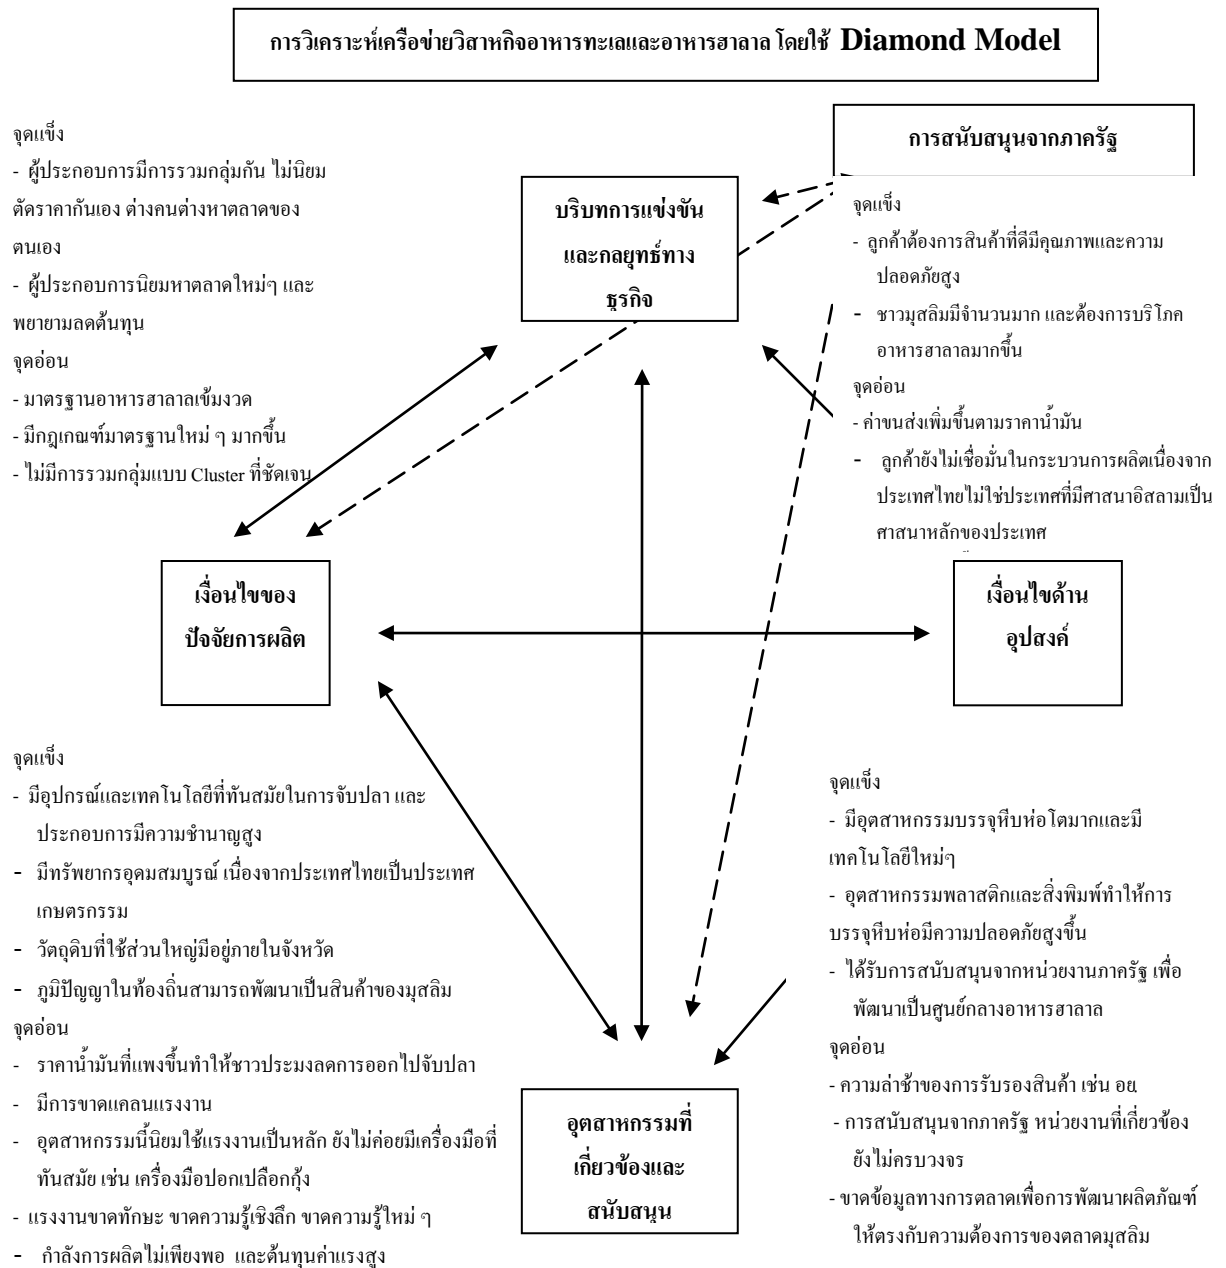 การวิเคราะห์เครือข่ายวิสาหกิจอาหารทะเลและอาหารฮาลาล โดยใช้ Diamond Model
การสนับสนุนจากภาครัฐ
จุดแข็ง
- ผู้ประกอบการมีการรวมกลุ่มกัน ไม่นิยม
ตัดราคากันเอง ต่างคนต่างหาตลาดของ
ตนเอง
- ผู้ประกอบการนิยมหาตลาดใหม่ๆ และ
พยายามลดต้นทุน
จุดอ่อน
- มาตรฐานอาหารฮาลาลเข้มงวด
- มีกฎเกณฑ์มาตรฐานใหม่ ๆ มากขึ้น
- ไม่มีการรวมกลุ่มแบบ Cluster ที่ชัดเจน
บริบทการแข่งขัน
และกลยุทธ์ทาง
ธุรกิจ
จุดแข็ง
- ลูกค้าต้องการสินค้าที่ดีมีคุณภาพและความ
ปลอดภัยสูง
- ชาวมุสลิมมีจำนวนมาก และต้องการบริโภค
อาหารฮาลาลมากขึ้น
จุดอ่อน
- ค่าขนส่งเพิ่มขึ้นตามราคาน้ำมัน
- ลูกค้ายังไม่เชื่อมั่นในกระบวนการผลิตเนื่องจาก
ประเทศไทยไม่ใช่ประเทศที่มีศาสนาอิสลามเป็น
ศาสนาหลักของประเทศ
เงื่อนไขของ
ปัจจัยการผลิต
เงื่อนไขด้าน
อุปสงค์
จุดแข็ง
- มีอุปกรณ์และเทคโนโลยีที่ทันสมัยในการจับปลา และ
ประกอบการมีความชำนาญสูง
- มีทรัพยากรอุดมสมบูรณ์ เนื่องจากประเทศไทยเป็นประเทศ
เกษตรกรรม
- วัตถุดิบที่ใช้ส่วนใหญ่มีอยู่ภายในจังหวัด
- ภูมิปัญญาในท้องถิ่นสามารถพัฒนาเป็นสินค้าของมุสลิม
จุดอ่อน
- ราคาน้ำมันที่แพงขึ้นทำให้ชาวประมงลดการออกไปจับปลา
- มีการขาดแคลนแรงงาน
- อุตสาหกรรมนี้นิยมใช้แรงงานเป็นหลัก ยังไม่ค่อยมีเครื่องมือที่
ทันสมัย เช่น เครื่องมือปอกเปลือกกุ้ง
- แรงงานขาดทักษะ ขาดความรู้เชิงลึก ขาดความรู้ใหม่ ๆ
- กำลังการผลิตไม่เพียงพอ และต้นทุนค่าแรงสูง
อุตสาหกรรมที่
เกี่ยวข้องและ
สนับสนุน
จุดแข็ง
- มีอุตสาหกรรมบรรจุหีบห่อโตมากและมี
เทคโนโลยีใหม่ๆ
- อุตสาหกรรมพลาสติกและสิ่งพิมพ์ทำให้การ
บรรจุหีบห่อมีความปลอดภัยสูงขึ้น
- ได้รับการสนับสนุนจากหน่วยงานภาครัฐ เพื่อ
พัฒนาเป็นศูนย์กลางอาหารฮาลาล
จุดอ่อน
- ความล่าช้าของการรับรองสินค้า เช่น อย.
- การสนับสนุนจากภาครัฐ หน่วยงานที่เกี่ยวข้อง
ยังไม่ครบวงจร
- ขาดข้อมูลทางการตลาดเพื่อการพัฒนาผลิตภัณฑ์
ให้ตรงกับความต้องการของตลาดมุสลิม